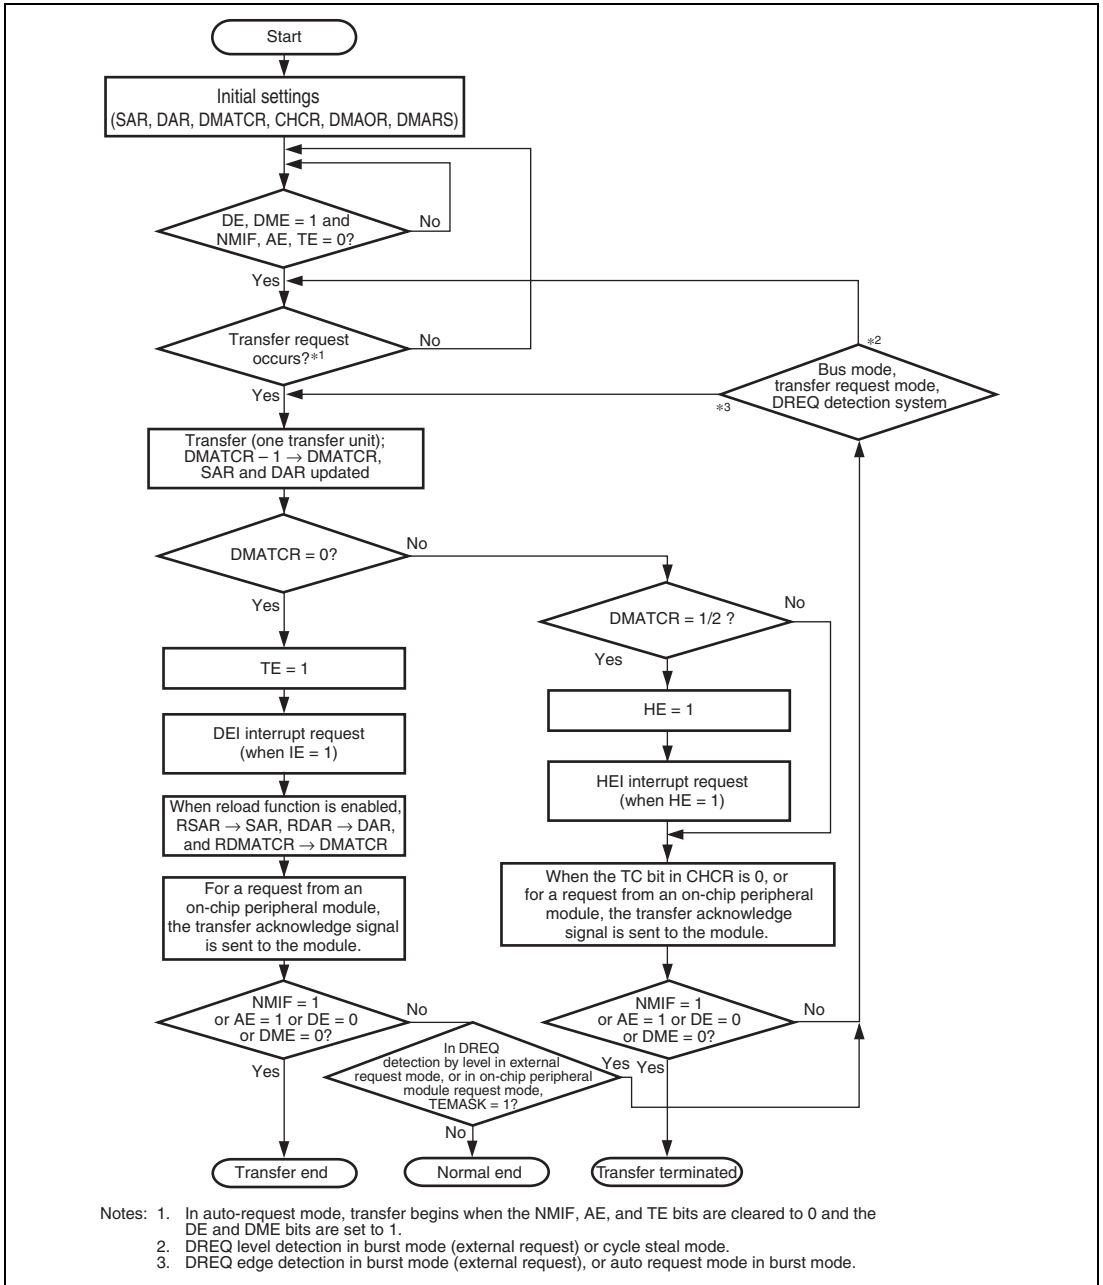 Start
Initial settings
(SAR, DAR, DMATCR, CHCR, DMAOR, DMARS)
DE, DME = 1 and
NMIF, AE, TE = 0?
No
Yes
Transfer request
occurs?*1
No
Yes
*2
Bus mode,
transfer request mode,
DREQ detection system
*3
Transfer (one transfer unit);
DMATCR – 1 → DMATCR,
SAR and DAR updated
DMATCR = 0?
No
Yes
DMATCR = 1/2 ?
No
Yes
TE = 1
HE = 1
DEI interrupt request
(when IE = 1)
HEI interrupt request
(when HE = 1)
When reload function is enabled,
RSAR → SAR, RDAR → DAR,
and RDMATCR → DMATCR
When the TC bit in CHCR is 0, or
for a request from an on-chip peripheral
module, the transfer acknowledge
signal is sent to the module.
For a request from an
on-chip peripheral module,
the transfer acknowledge signal
is sent to the module.
NMIF = 1
or AE = 1 or DE = 0
or DME = 0?
No
Yes
NMIF = 1
or AE = 1 or DE = 0
or DME = 0?
No
Yes
In DREQ
detection by level in external
request mode, or in on-chip peripheral
module request mode,
TEMASK = 1?
Yes
No
Transfer end
Normal end
Transfer terminated
Notes: 1. In auto-request mode, transfer begins when the NMIF, AE, and TE bits are cleared to 0 and the
DE and DME bits are set to 1.
2. DREQ level detection in burst mode (external request) or cycle steal mode.
3. DREQ edge detection in burst mode (external request), or auto request mode in burst mode.